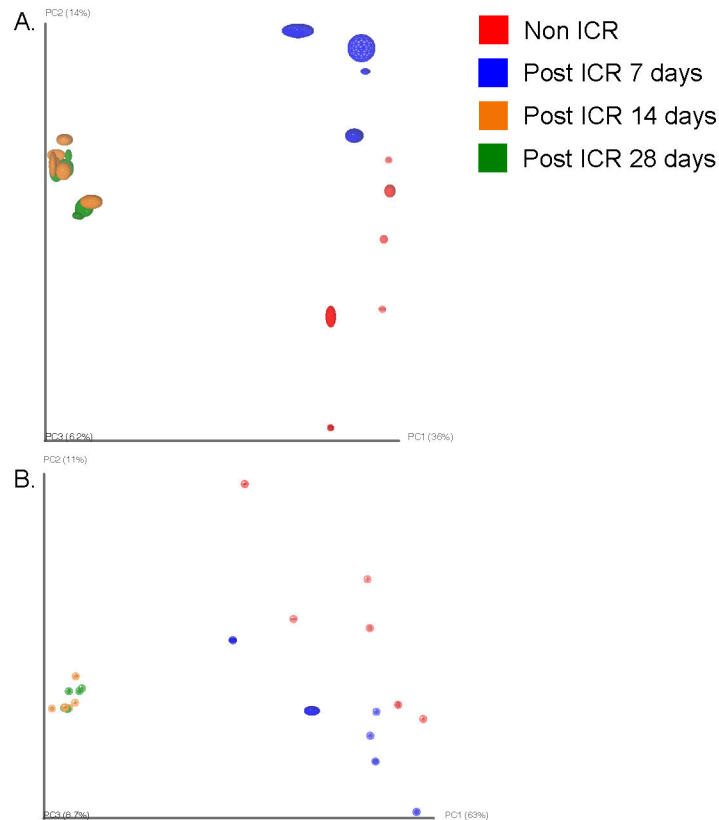 A.
PC2 (14%)
Non ICR
Post ICR 7 days
Post ICR 14 days
Post ICR 28 days
PC3 (6.2%)
PC1 (36%)
PC2 (11%)
B.
PC3 (8.7%)
PC1 (63%)